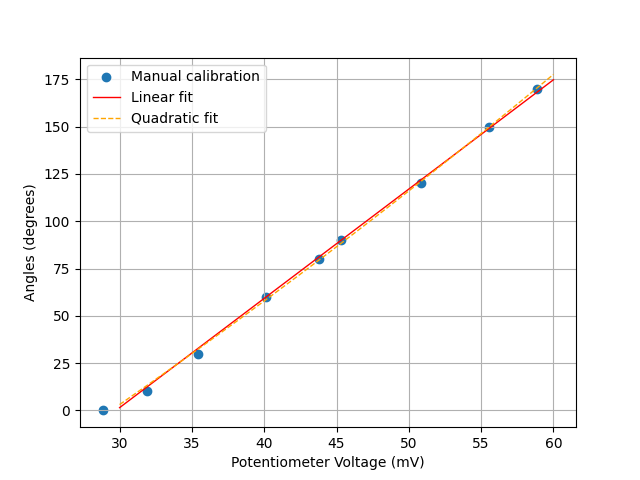 Manual calibration
Linear fit
Quadratic fit
175
150
125
100
75
50
25
0
Angles (degrees)
30 35 40 45 50 55 60
Potentiometer Voltage (mV)